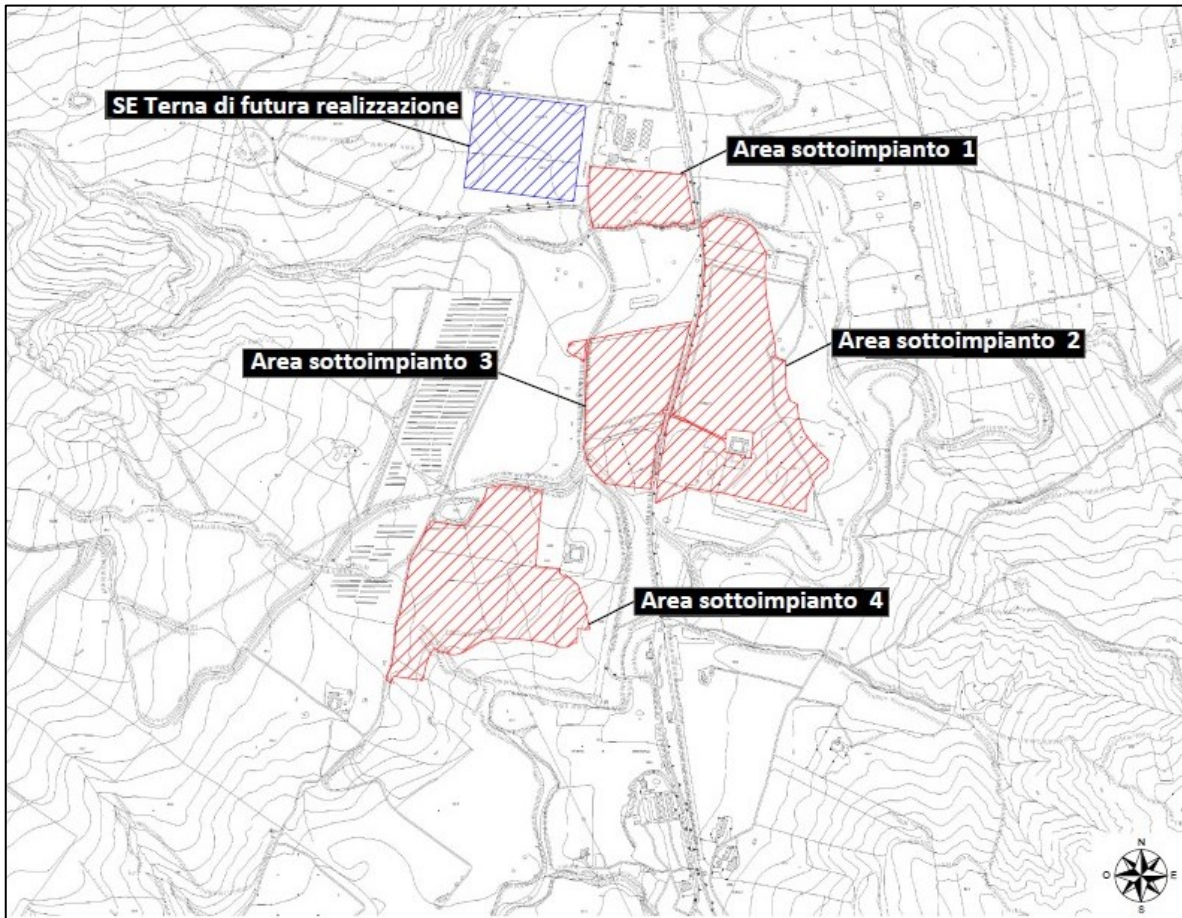 SE Terna di futura realizzazione
Area sottoimpianto 1
Area sottoimpianto 2
Area sottoimpianto 3
Area sottoimpianto 4
N
O E
S